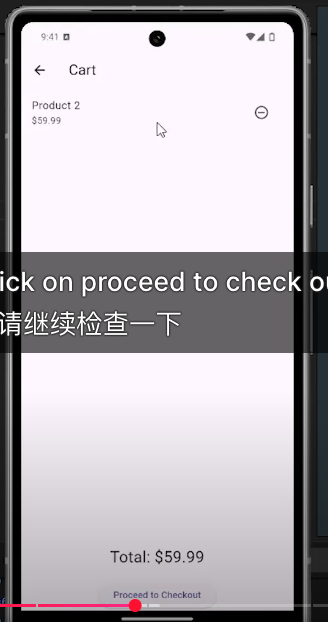 9:41
Cart
Product 2
$59.99
ick on proceed to check ou
请继续检查一下
Total: $59.99
Proceed to Checkout